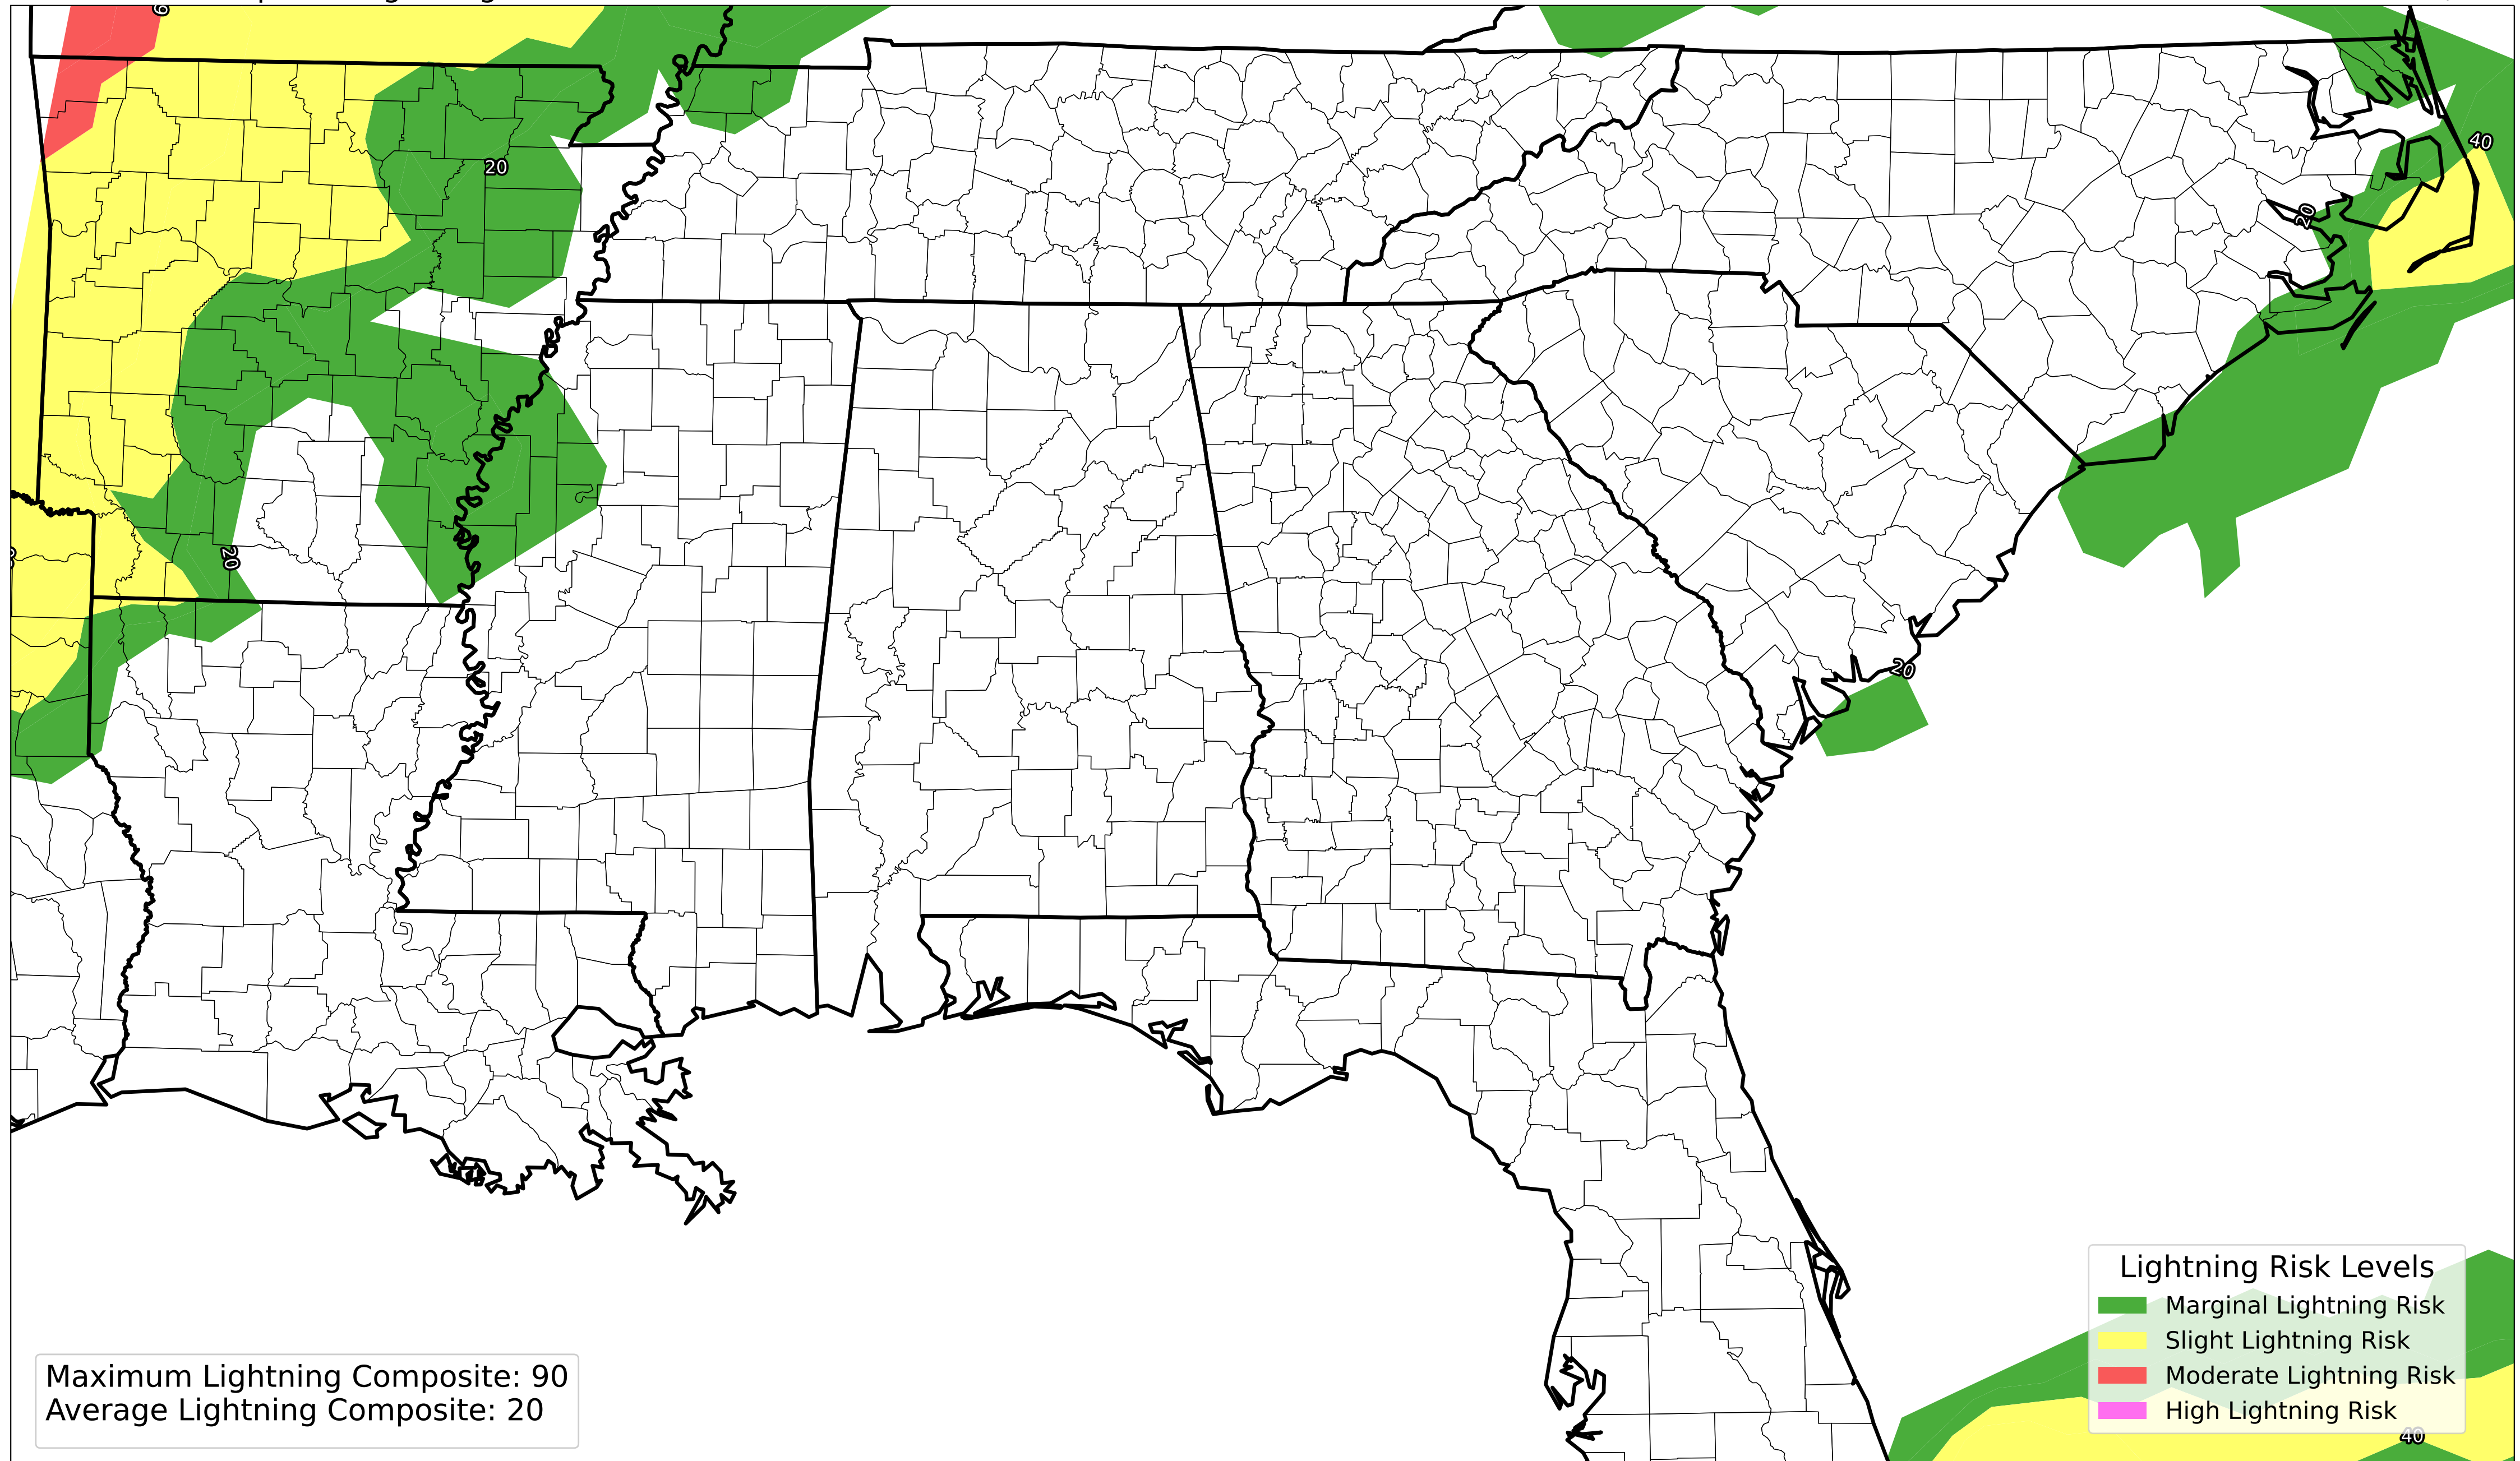 20
40
20
20
20
Lightning Risk Levels
Marginal Lightning Risk
Slight Lightning Risk
Moderate Lightning Risk
High Lightning Risk
Maximum Lightning Composite: 90
Average Lightning Composite: 20
40